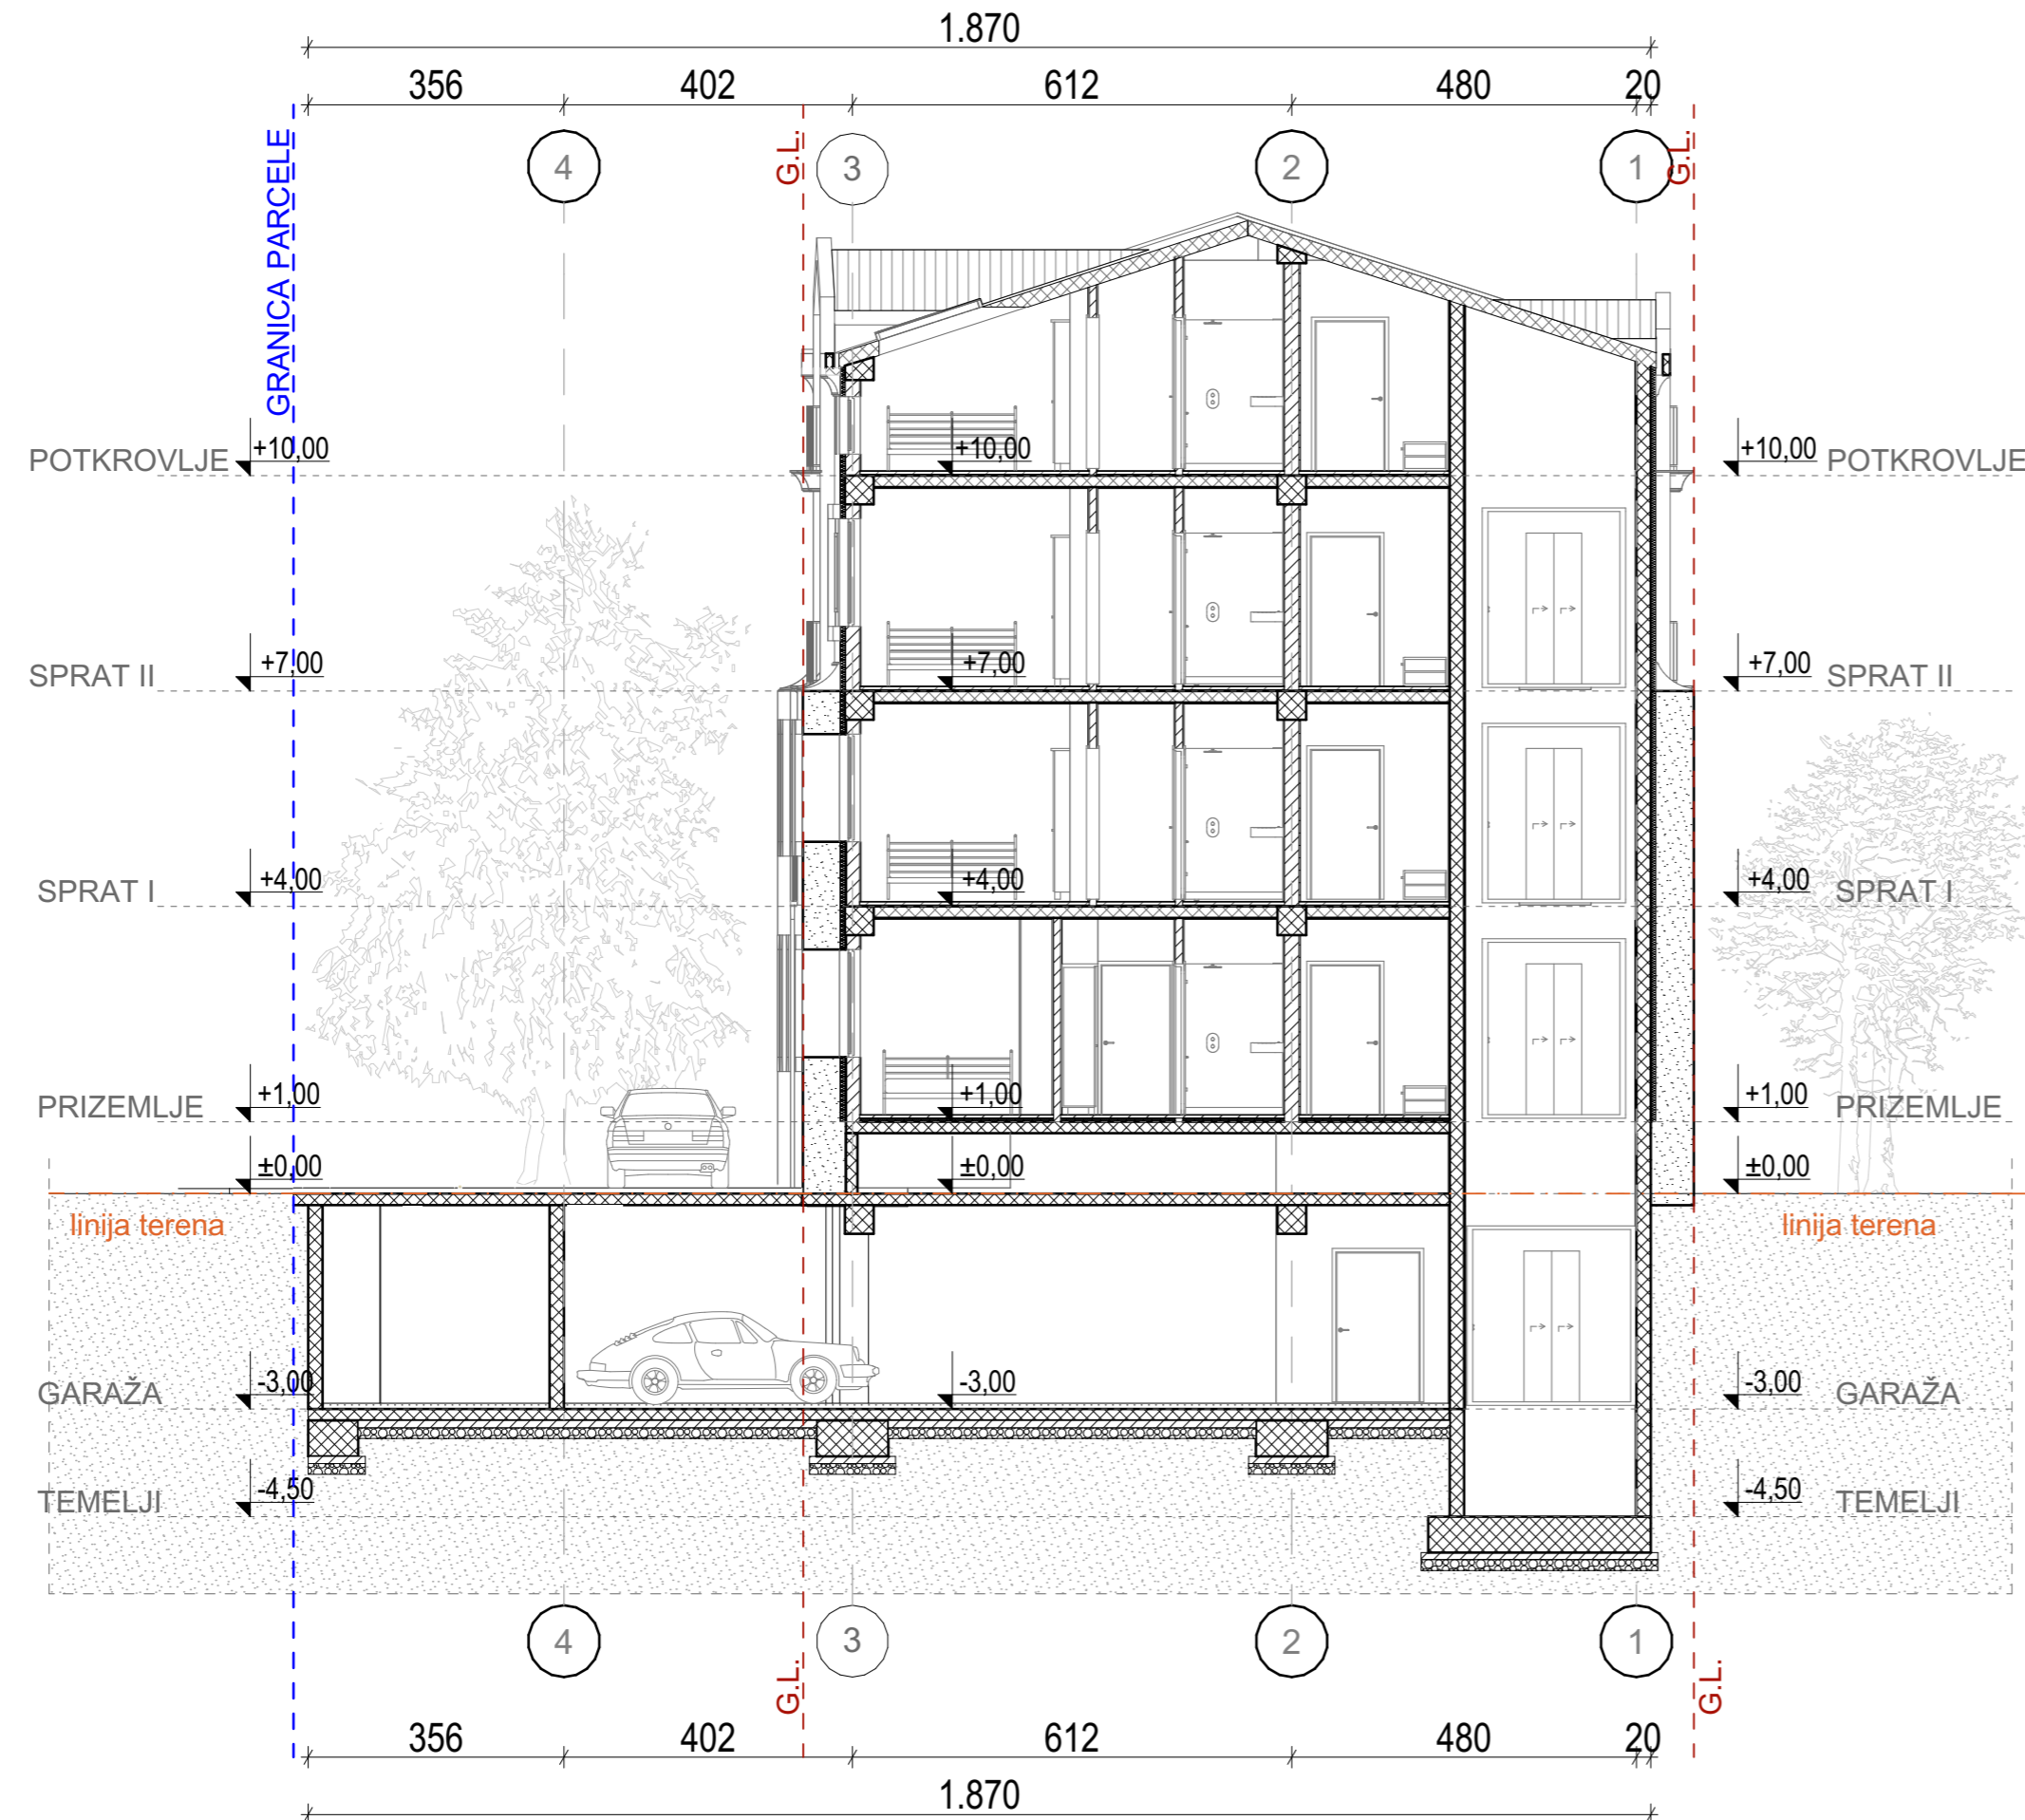 1.870
356 402 612 480 20
GRANICA PARCELE
G.L.
G.L.
4 3 2 1
POTKROVLJE +10,00 +10,00 +10,00 POTKROVLJE
SPRAT II +7,00 +7,00 +7,00 SPRAT II
SPRAT I +4,00 +4,00 +4,00 SPRAT I
PRIZEMLJE +1,00 +1,00 +1,00 PRIZEMLJE
±0,00 ±0,00 ±0,00
linija terena linija terena
GARAŽA -3,00 -3,00 -3,00 GARAŽA
TEMELJI -4,50 -4,50 TEMELJI
4 3 2 1
G.L.
G.L.
356 402 612 480 20
1.870